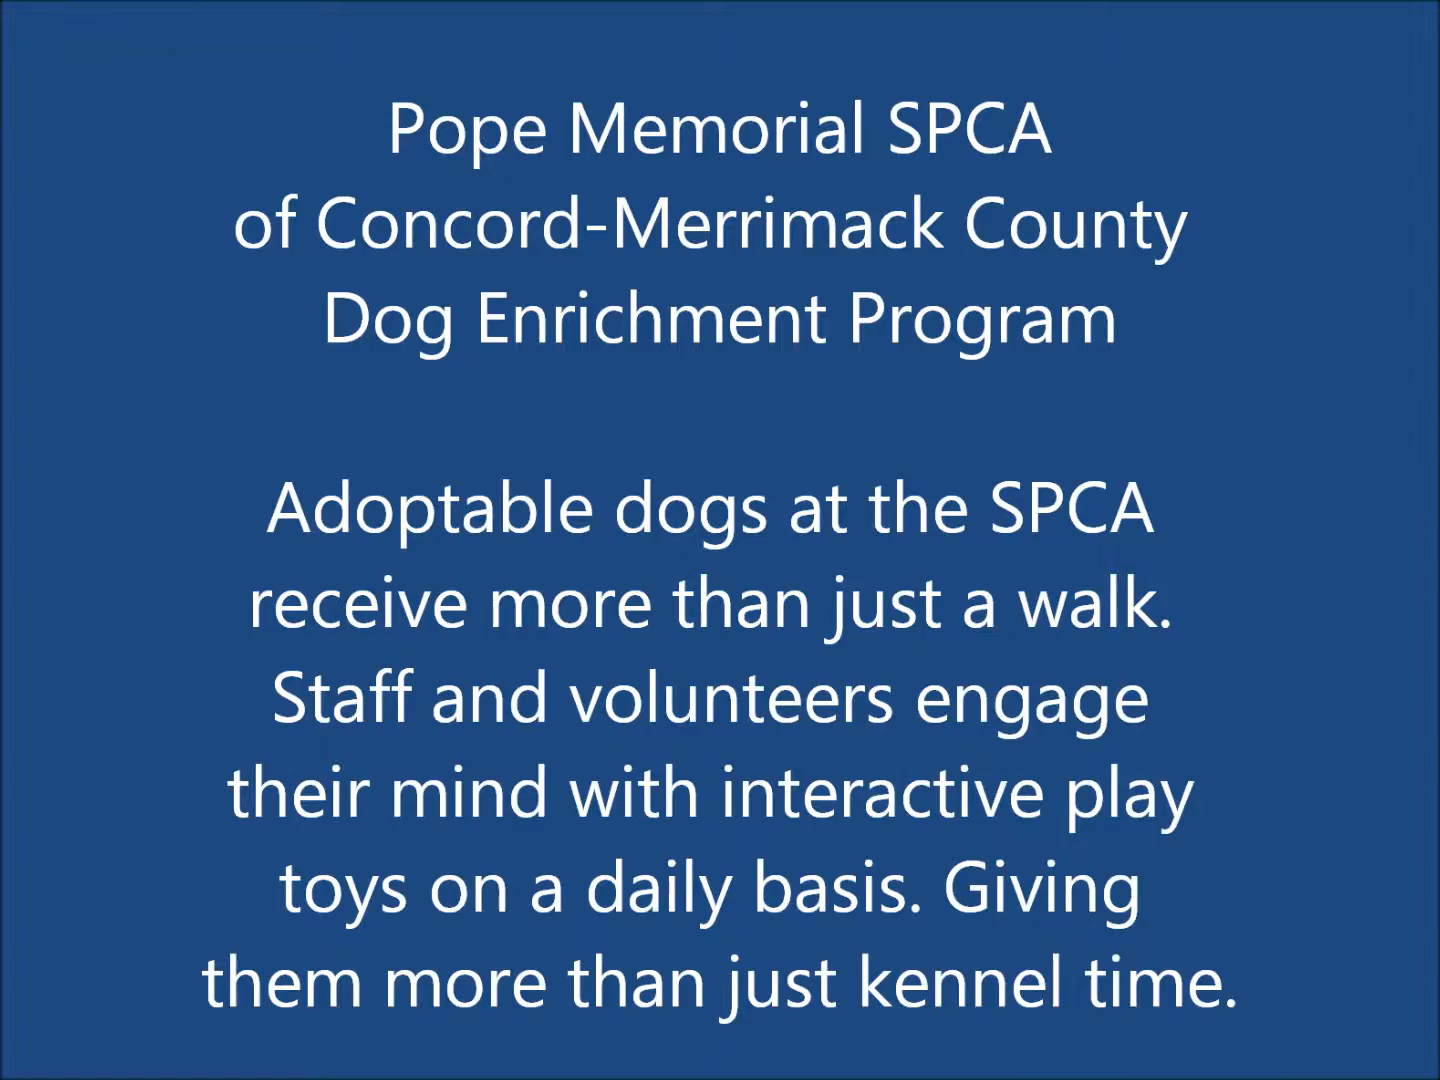 Pope Memorial SPCA
of Concord-Merrimack County
Dog Enrichment Program
Adoptable dogs at the SPCA
receive more than just a walk.
Staff and volunteers engage
their mind with interactive play
toys on a daily basis. Giving
them more than just kennel time.